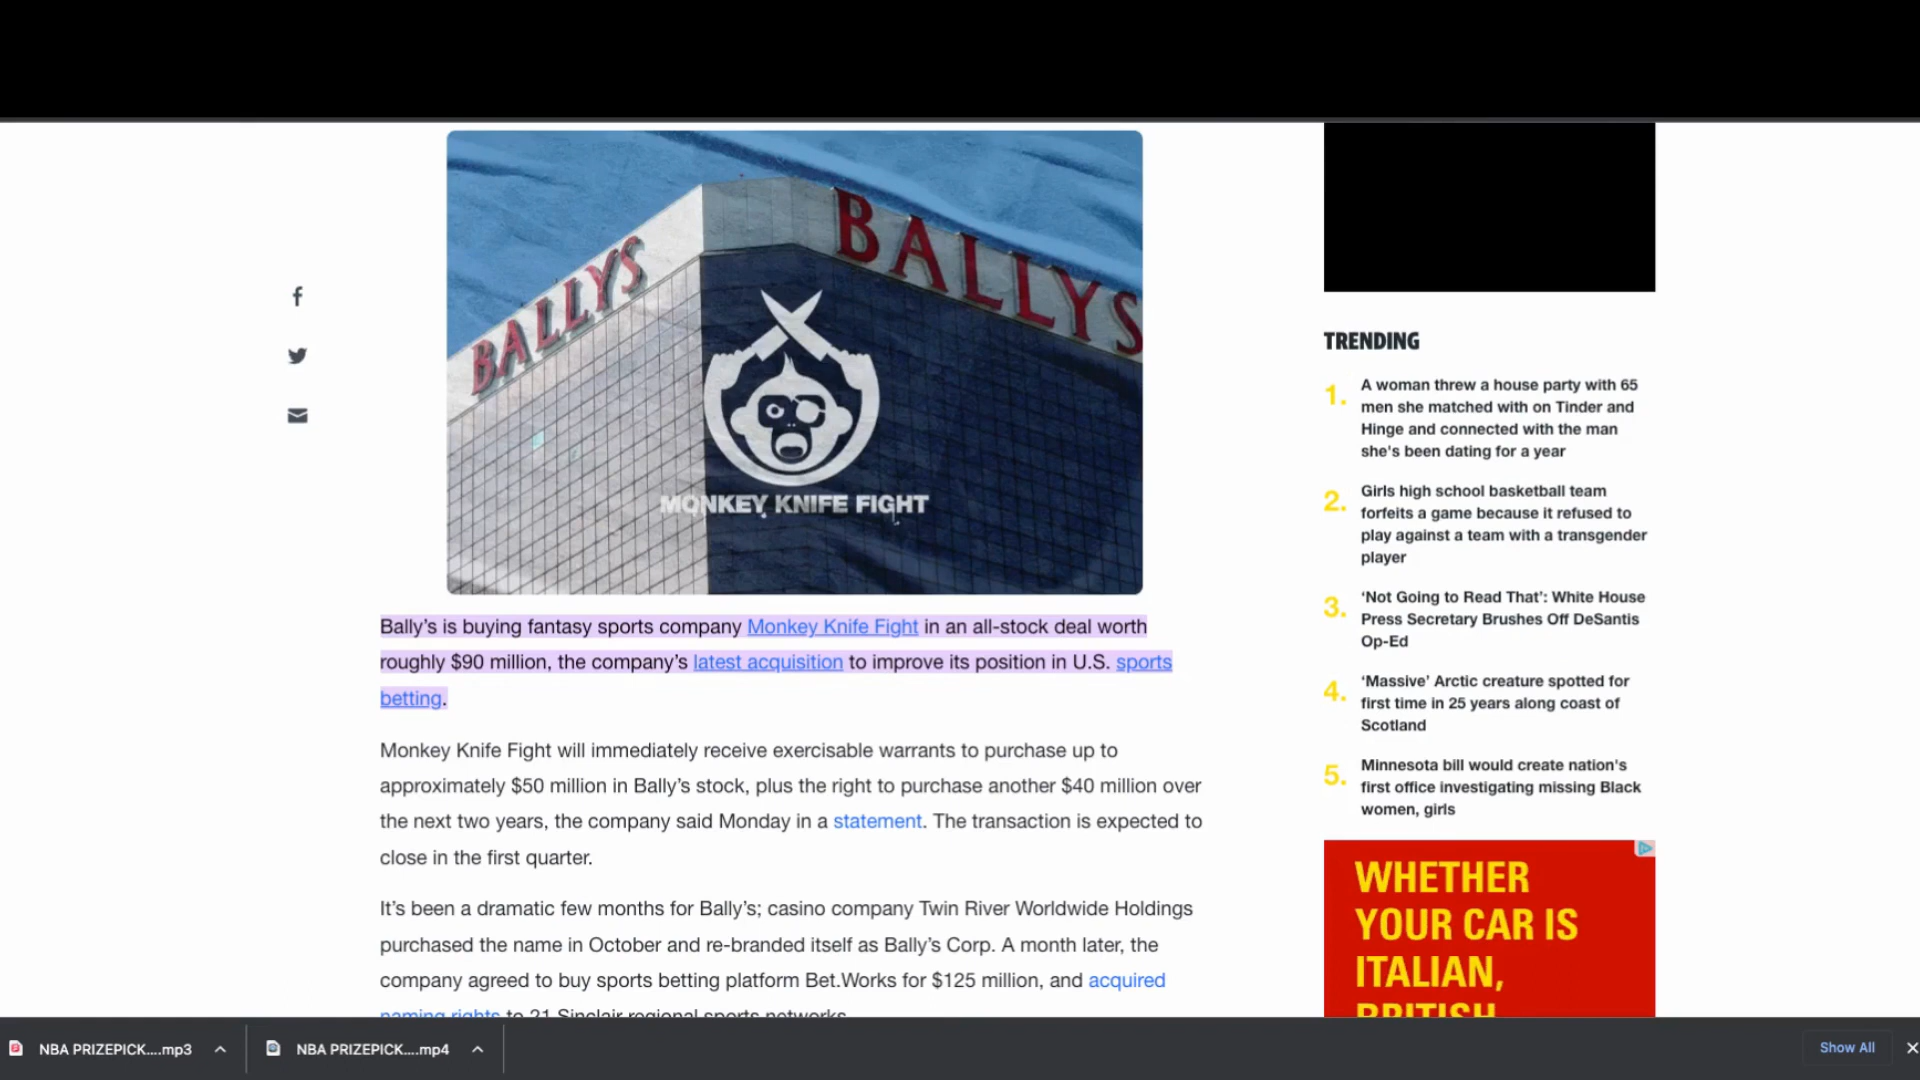 BALLYS
BALLYS
MONKEY KNIFE FIGHT
Bally’s is buying fantasy sports company Monkey Knife Fight in an all-stock deal worth
roughly $90 million, the company’s latest acquisition to improve its position in U.S. sports
betting.
Monkey Knife Fight will immediately receive exercisable warrants to purchase up to
approximately $50 million in Bally’s stock, plus the right to purchase another $40 million over
the next two years, the company said Monday in a statement. The transaction is expected to
close in the first quarter.
It’s been a dramatic few months for Bally’s; casino company Twin River Worldwide Holdings
purchased the name in October and re-branded itself as Bally’s Corp. A month later, the
company agreed to buy sports betting platform Bet.Works for $125 million, and acquired
naming rights to 21 Sinclair regional sports networks.
TRENDING
1.
A woman threw a house party with 65
men she matched with on Tinder and
Hinge and connected with the man
she's been dating for a year
2.
Girls high school basketball team
forfeits a game because it refused to
play against a team with a transgender
player
3.
‘Not Going to Read That’: White House
Press Secretary Brushes Off DeSantis
Op-Ed
4.
‘Massive’ Arctic creature spotted for
first time in 25 years along coast of
Scotland
5.
Minnesota bill would create nation's
first office investigating missing Black
women, girls
WHETHER
YOUR CAR IS
ITALIAN,
BRITISH
NBA PRIZEPICK....mp3
NBA PRIZEPICK....mp4
Show All